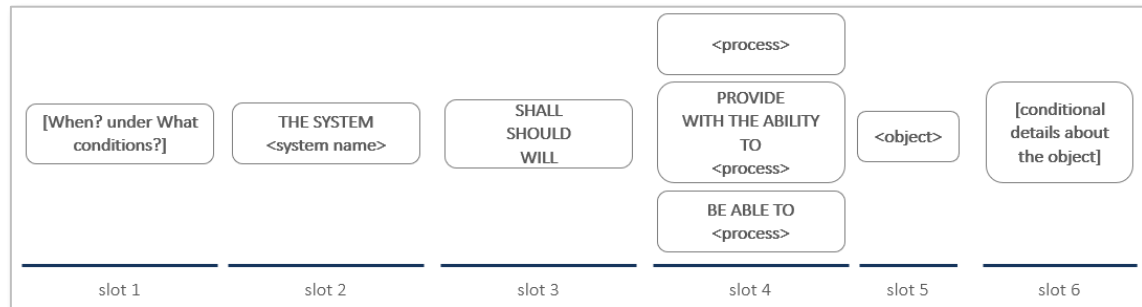 [When? under What
conditions?]
THE SYSTEM
<system name>
SHALL
SHOULD
WILL
<process>
PROVIDE
WITH THE ABILITY
TO
<process>
BE ABLE TO
<process>
<object>
[conditional
details about
the object]
slot 1
slot 2
slot 3
slot 4
slot 5
slot 6